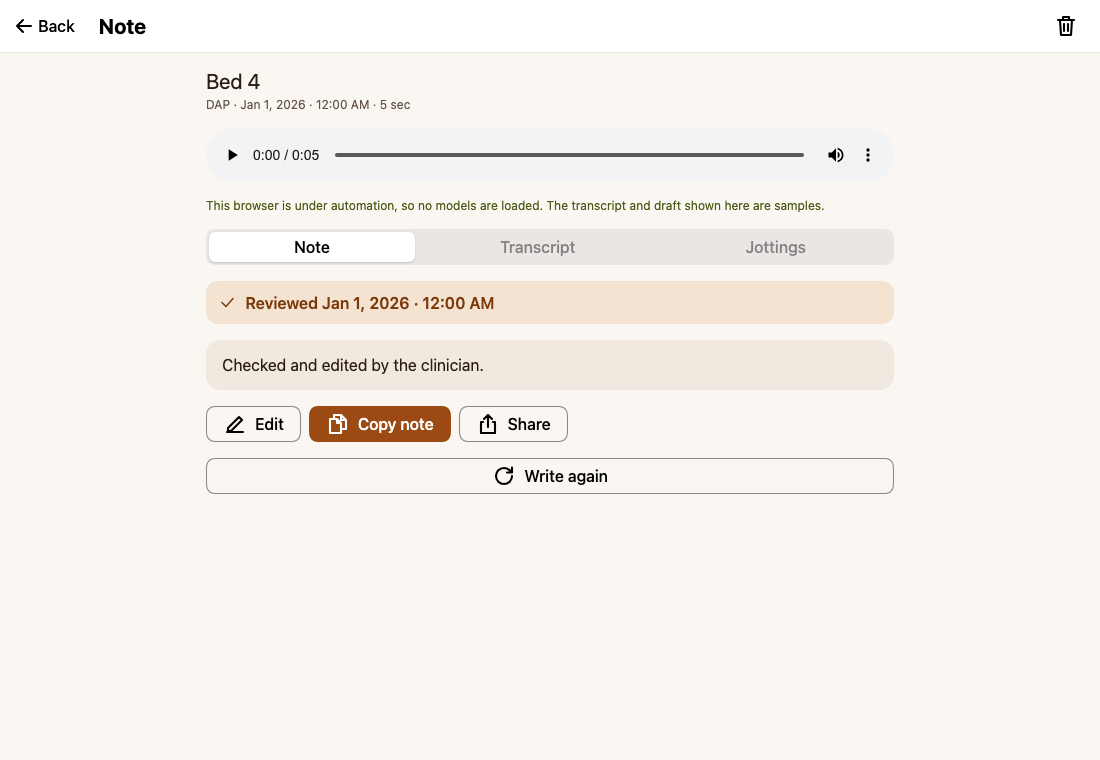 Back Note
Bed 4
DAP · Jan 1, 2026 · 12:00 AM · 5 sec
0:00 / 0:05
This browser is under automation, so no models are loaded. The transcript and draft shown here are samples.
Note Transcript Jottings
Reviewed Jan 1, 2026 · 12:00 AM
Checked and edited by the clinician.
Edit Copy note Share
Write again